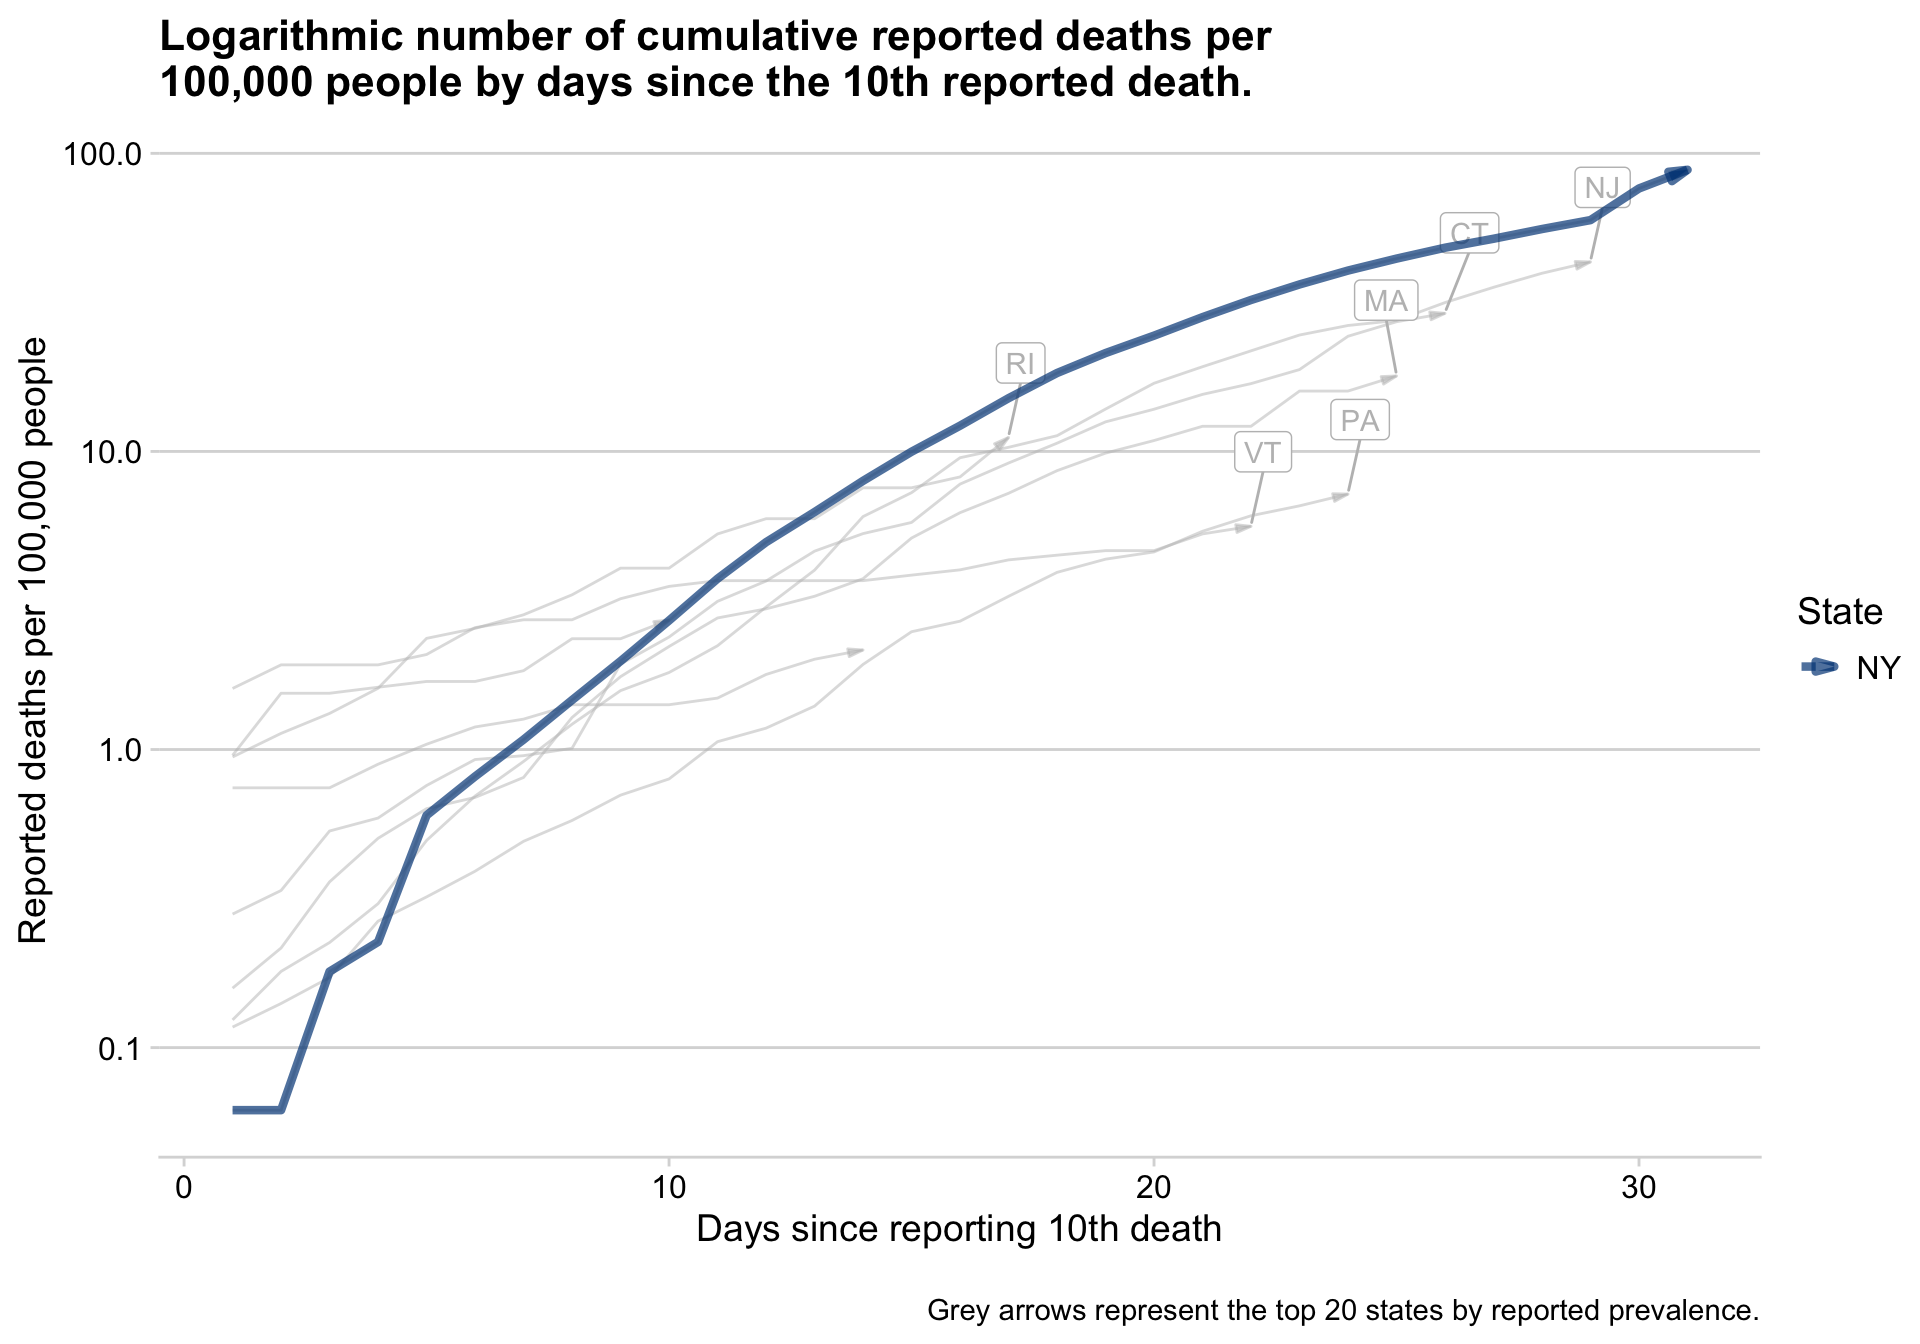 Logarithmic number of cumulative reported deaths per
100,000 people by days since the 10th reported death.
Reported deaths per 100,000 people
100.0
10.0
1.0
0.1
NJ
CT
MA
RI
PA
VT
State
NY
0 10 20 30
Days since reporting 10th death
Grey arrows represent the top 20 states by reported prevalence.